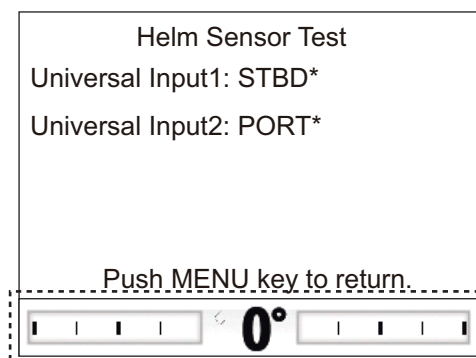 Helm Sensor Test
Universal Input1: STBD*
Universal Input2: PORT*
Push MENU key to return.
0°